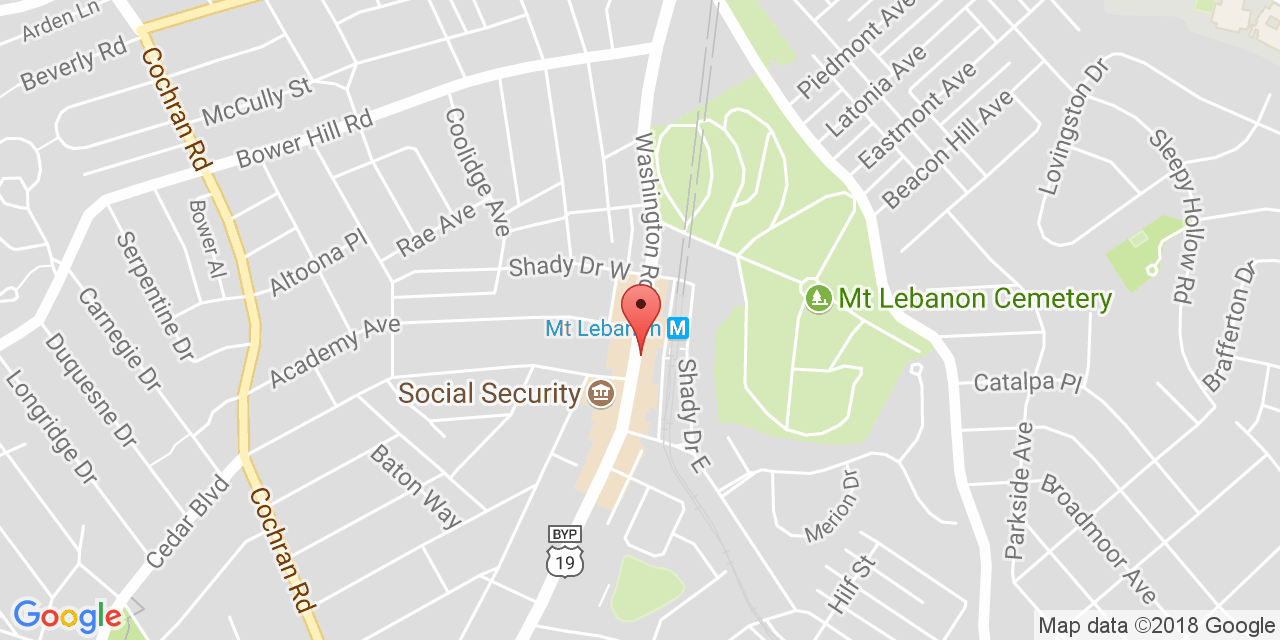 Arden Ln
Beverly Rd
Cochran Rd
McCully St
Bower Hill Rd
Coolidge Ave
Washington Rd
Piedmont Ave
Latonia Ave
Eastmont Ave
Beacon Hill Ave
Lovingston Dr
Sleepy Hollow Rd
Bower Al
Serpentine Dr
Altoona Pl
Rae Ave
Shady Dr W
Mt Lebanon Cemetery
Brafferton Dr
Carnegie Dr
Academy Ave
Mt Lebanon M
Duquesne Dr
Longridge Dr
Social Security
Shady Dr E
Catalpa Pl
Parkside Ave
Broadmoor Ave
Baton Way
Cedar Blvd
Cochran Rd
Merion Dr
Hilf St
BYP
19
Google
Map data ©2018 Google